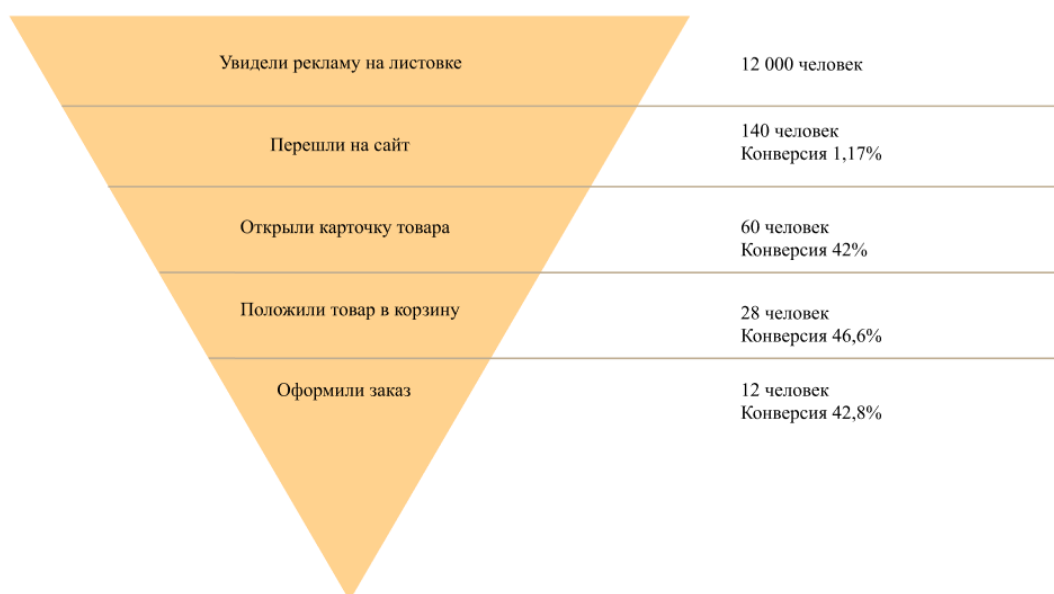 Увидели рекламу на листовке
12 000 человек
Перешли на сайт
140 человек
Конверсия 1,17%
Открыли карточку товара
60 человек
Конверсия 42%
Положили товар в корзину
28 человек
Конверсия 46,6%
Оформили заказ
12 человек
Конверсия 42,8%